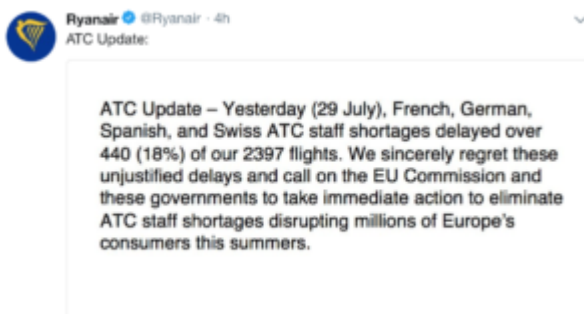 Ryanair @Ryanair · 4h
ATC Update:
ATC Update – Yesterday (29 July), French, German,
Spanish, and Swiss ATC staff shortages delayed over
440 (18%) of our 2397 flights. We sincerely regret these
unjustified delays and call on the EU Commission and
these governments to take immediate action to eliminate
ATC staff shortages disrupting millions of Europe's
consumers this summers.